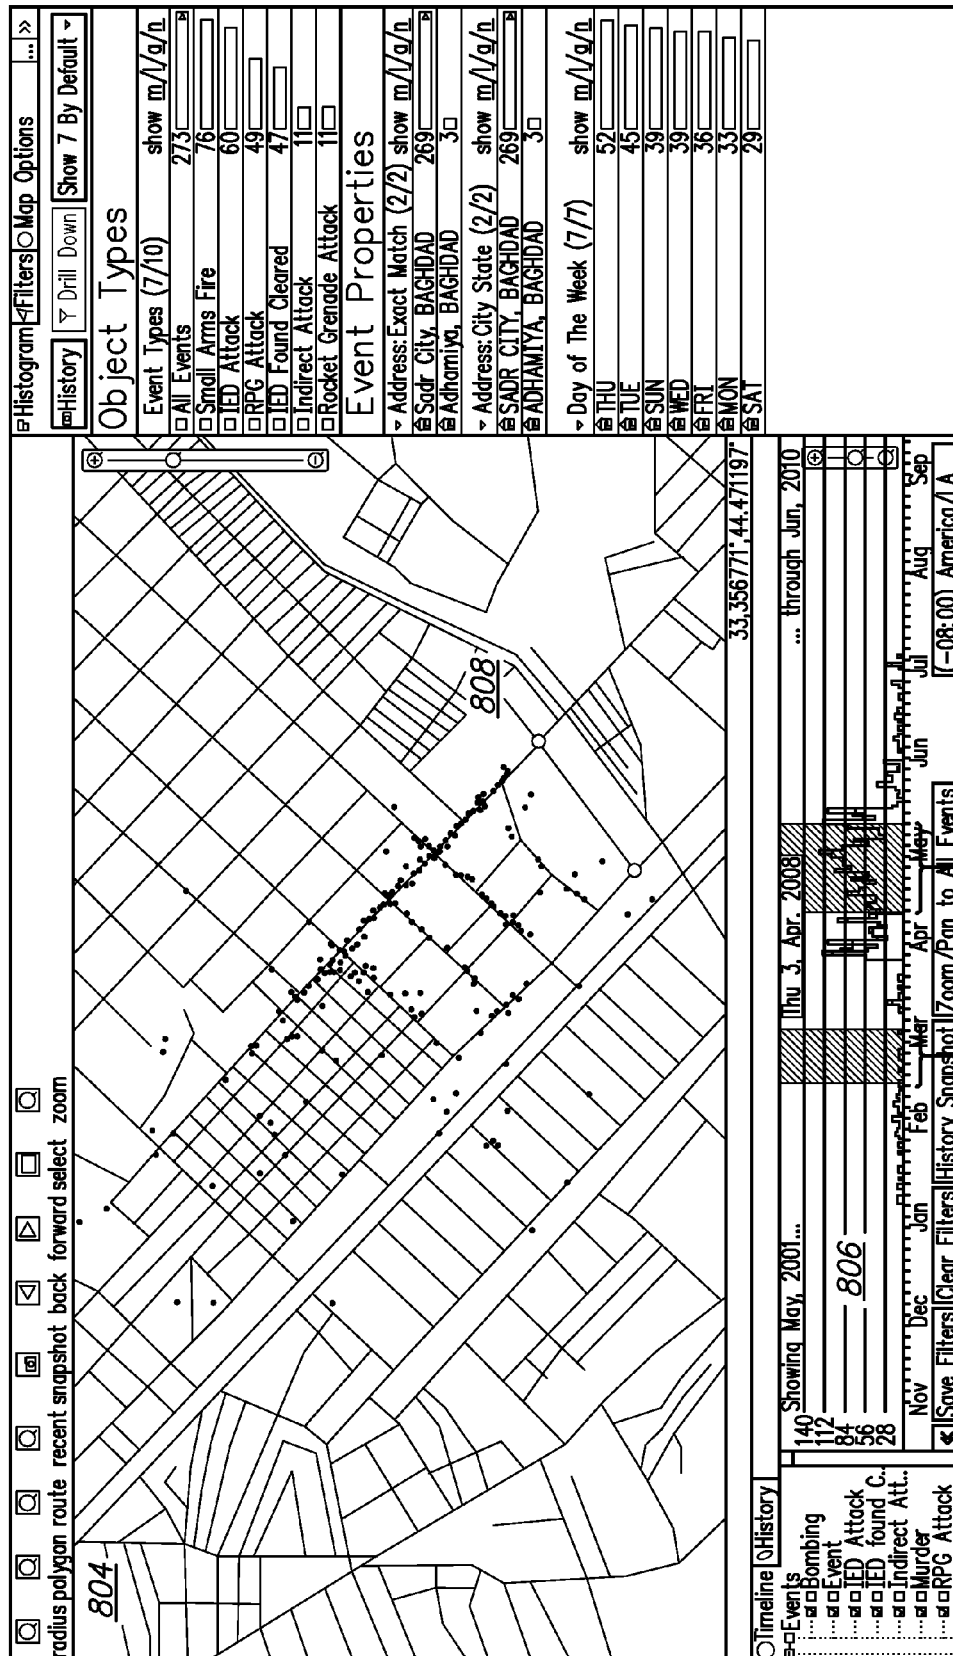 radius polygon route recent snapshot back forward select zoom
804
808
33,356771°,44.471197°
Histogram Filters Map Options ... »
History Drill Down Show 7 By Default
Object Types
Event Types (7/10) show m/l/a/n
All Events 273
Small Arms Fire 76
IED Attack 60
RPG Attack 49
IED Found Cleared 47
Indirect Attack 11
Rocket Grenade Attack 11
Event Properties
Address:Exact Match (2/2) show m/l/a/n
Sadr City, BAGHDAD 269
Adhamiya, BAGHDAD 3
Address:City State (2/2) show m/l/a/n
SADR CITY, BAGHDAD 269
ADHAMIYA, BAGHDAD 3
Day of The Week (7/7) show m/l/a/n
THU 52
TUE 45
SUN 39
WED 39
FRI 36
MON 33
SAT 29
Timeline History
Events
Bombing
Event
IED Attack
IED found C..
Indirect Att..
Murder
RPG Attack
Showing May, 2001... Thu 3, Apr. 2008 ... through Jun, 2010
140
112
84
56
28
806
Nov Dec Jan Feb Mar Apr May Jun Jul Aug Sep
« Save Filters Clear Filters History Snapshot Zoom/Pan to All Events (-08:00) America/LA